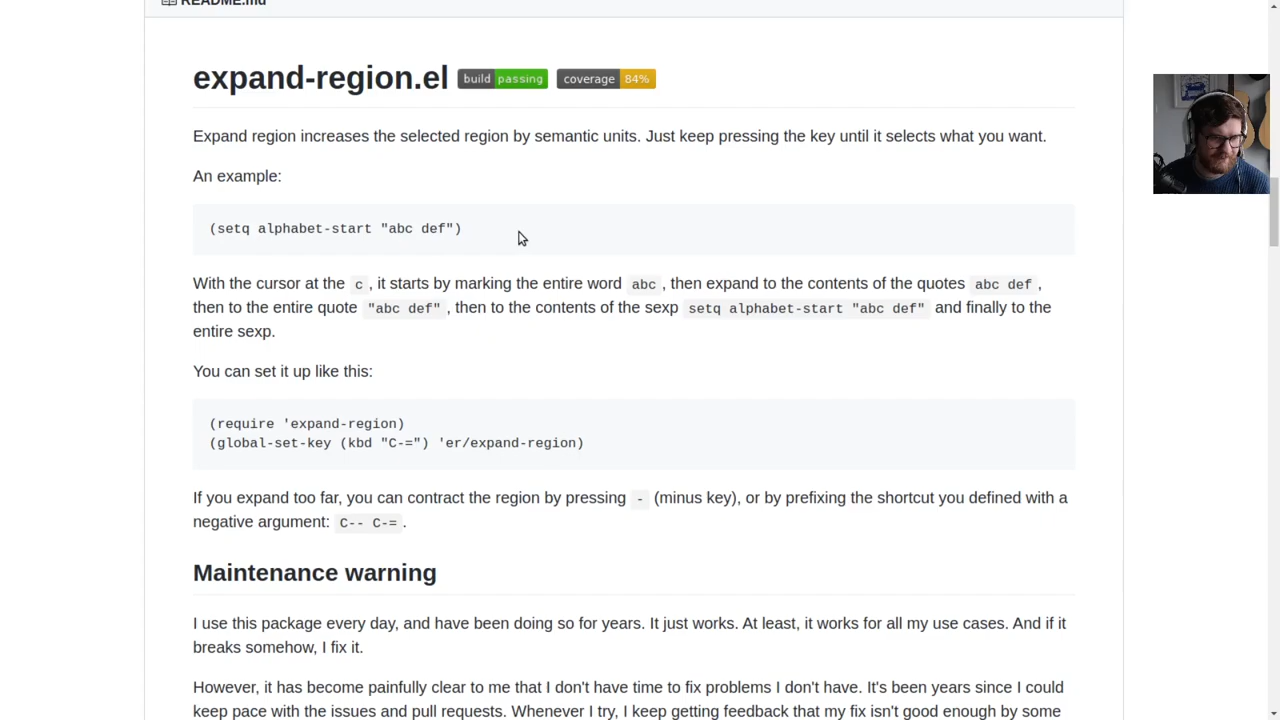 README.md
expand-region.el build passing coverage 84%
Expand region increases the selected region by semantic units. Just keep pressing the key until it selects what you want.
An example:
(setq alphabet-start "abc def")
With the cursor at the c , it starts by marking the entire word abc , then expand to the contents of the quotes abc def ,
then to the entire quote "abc def" , then to the contents of the sexp setq alphabet-start "abc def" and finally to the
entire sexp.
You can set it up like this:
(require 'expand-region)
(global-set-key (kbd "C-=") 'er/expand-region)
If you expand too far, you can contract the region by pressing - (minus key), or by prefixing the shortcut you defined with a
negative argument: C-- C-= .
Maintenance warning
I use this package every day, and have been doing so for years. It just works. At least, it works for all my use cases. And if it
breaks somehow, I fix it.
However, it has become painfully clear to me that I don't have time to fix problems I don't have. It's been years since I could
keep pace with the issues and pull requests. Whenever I try, I keep getting feedback that my fix isn't good enough by some